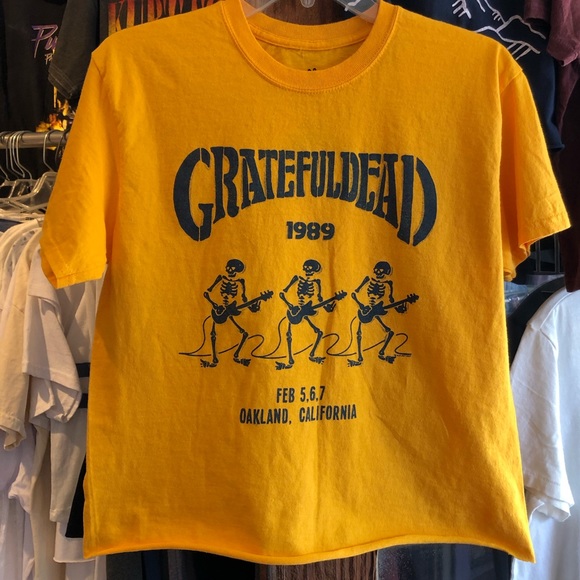 GRATEFULDEAD
1989
FEB 5,6,7
OAKLAND, CALIFORNIA